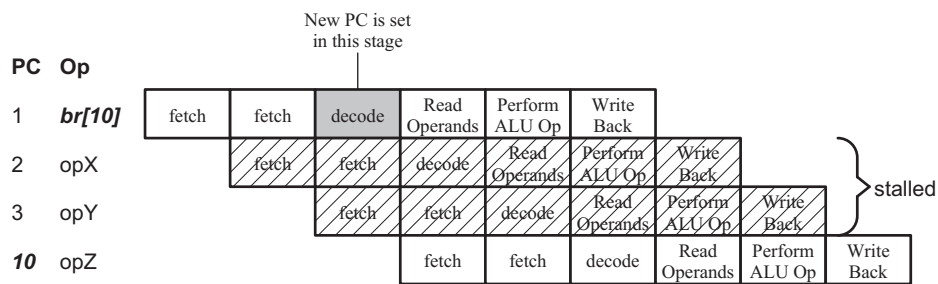 New PC is set
in this stage
PC Op
1 br[10] fetch fetch decode Read Operands Perform ALU Op Write Back
2 opX fetch fetch decode Read Operands Perform ALU Op Write Back
3 opY fetch fetch decode Read Operands Perform ALU Op Write Back
stalled
10 opZ fetch fetch decode Read Operands Perform ALU Op Write Back